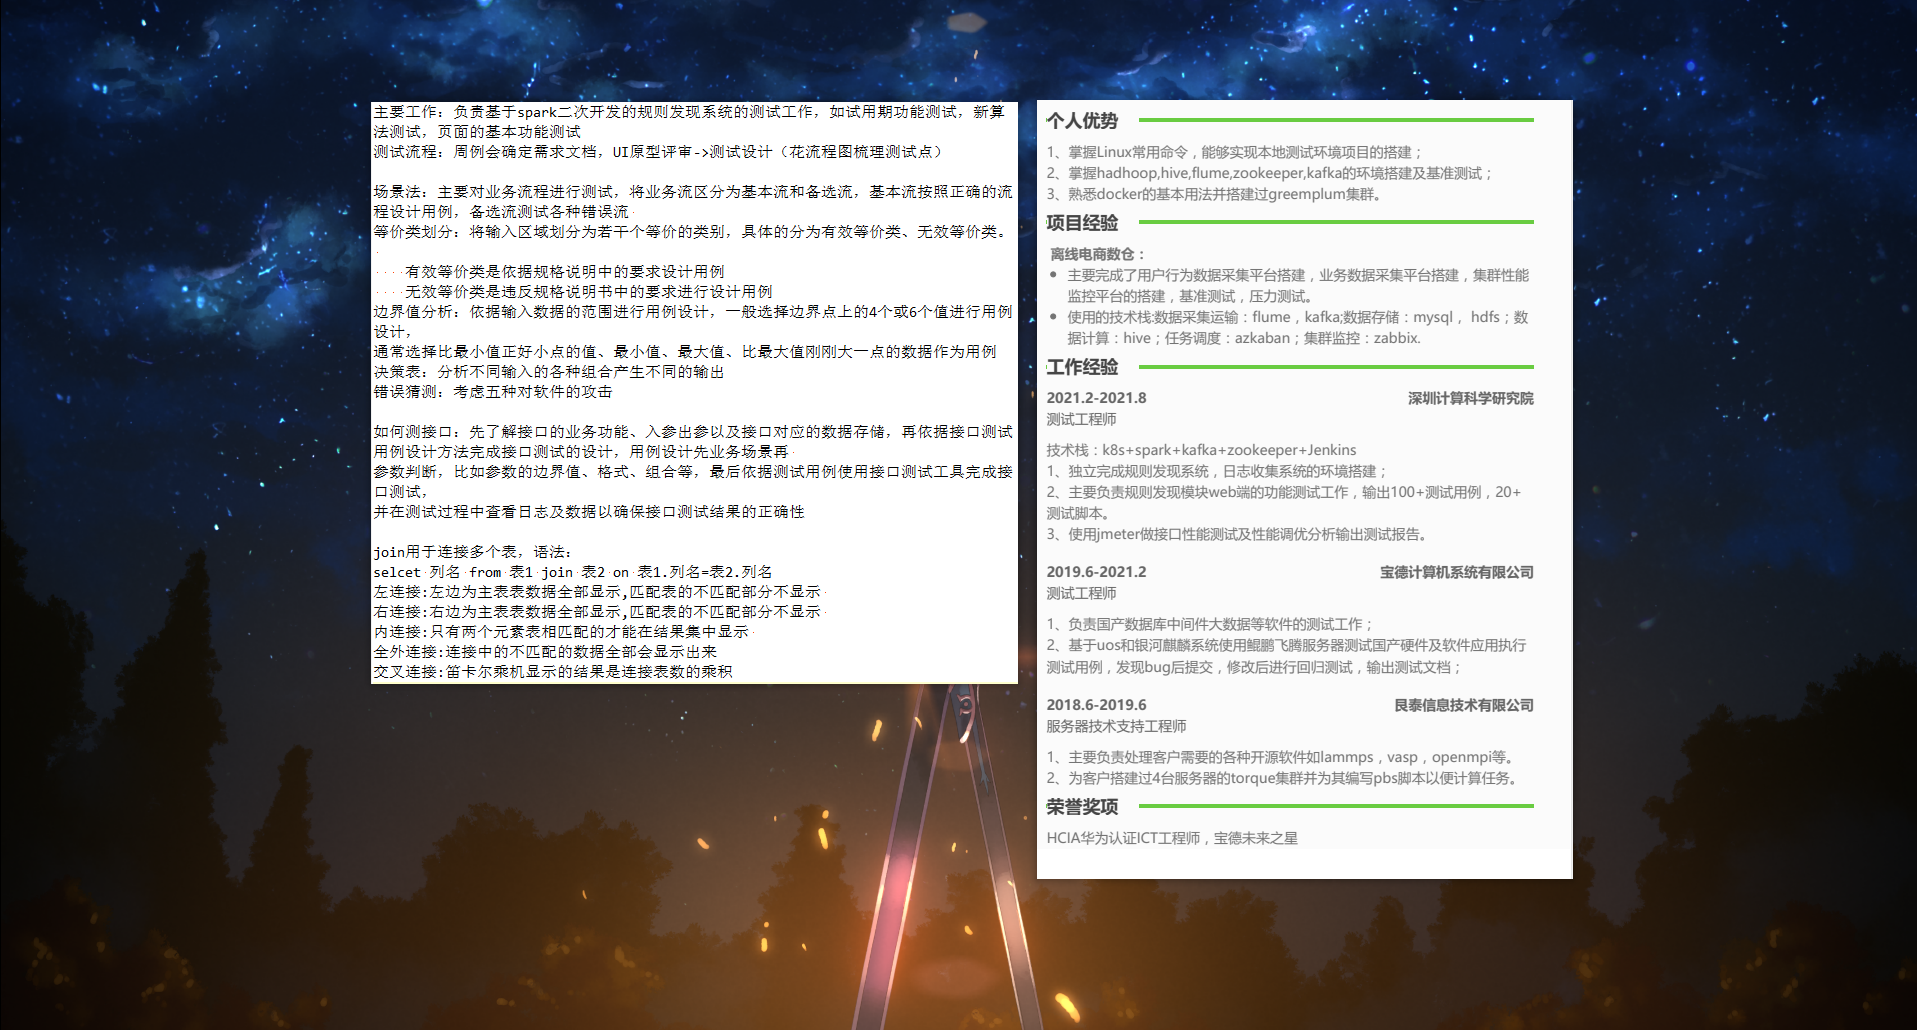 主要工作：负责基于spark二次开发的规则发现系统的测试工作，如试用期功能测试，新算
法测试，页面的基本功能测试
测试流程：周例会确定需求文档，UI原型评审->测试设计（花流程图梳理测试点）
场景法：主要对业务流程进行测试，将业务流区分为基本流和备选流，基本流按照正确的流
程设计用例，备选流测试各种错误流
等价类划分：将输入区域划分为若干个等价的类别，具体的分为有效等价类、无效等价类。
有效等价类是依据规格说明中的要求设计用例
无效等价类是违反规格说明书中的要求进行设计用例
边界值分析：依据输入数据的范围进行用例设计，一般选择边界点上的4个或6个值进行用例
设计，
通常选择比最小值正好小点的值、最小值、最大值、比最大值刚刚大一点的数据作为用例
决策表：分析不同输入的各种组合产生不同的输出
错误猜测：考虑五种对软件的攻击
如何测接口：先了解接口的业务功能、入参出参以及接口对应的数据存储，再依据接口测试
用例设计方法完成接口测试的设计，用例设计先业务场景再
参数判断，比如参数的边界值、格式、组合等，最后依据测试用例使用接口测试工具完成接
口测试，
并在测试过程中查看日志及数据以确保接口测试结果的正确性
join用于连接多个表，语法：
selcet 列名 from 表1 join 表2 on 表1.列名=表2.列名
左连接:左边为主表表数据全部显示,匹配表的不匹配部分不显示
右连接:右边为主表表数据全部显示,匹配表的不匹配部分不显示
内连接:只有两个元素表相匹配的才能在结果集中显示
全外连接:连接中的不匹配的数据全部会显示出来
交叉连接:笛卡尔乘机显示的结果是连接表数的乘积
个人优势
1、掌握Linux常用命令，能够实现本地测试环境项目的搭建；
2、掌握hadhoop,hive,flume,zookeeper,kafka的环境搭建及基准测试；
3、熟悉docker的基本用法并搭建过greemplum集群。
项目经验
离线电商数仓：
• 主要完成了用户行为数据采集平台搭建，业务数据采集平台搭建，集群性能
监控平台的搭建，基准测试，压力测试。
• 使用的技术栈:数据采集运输：flume，kafka;数据存储：mysql， hdfs；数
据计算：hive；任务调度：azkaban；集群监控：zabbix.
工作经验
2021.2-2021.8 深圳计算科学研究院
测试工程师
技术栈：k8s+spark+kafka+zookeeper+Jenkins
1、独立完成规则发现系统，日志收集系统的环境搭建；
2、主要负责规则发现模块web端的功能测试工作，输出100+测试用例，20+
测试脚本。
3、使用jmeter做接口性能测试及性能调优分析输出测试报告。
2019.6-2021.2 宝德计算机系统有限公司
测试工程师
1、负责国产数据库中间件大数据等软件的测试工作；
2、基于uos和银河麒麟系统使用鲲鹏飞腾服务器测试国产硬件及软件应用执行
测试用例，发现bug后提交，修改后进行回归测试，输出测试文档；
2018.6-2019.6 艮泰信息技术有限公司
服务器技术支持工程师
1、主要负责处理客户需要的各种开源软件如lammps，vasp，openmpi等。
2、为客户搭建过4台服务器的torque集群并为其编写pbs脚本以便计算任务。
荣誉奖项
HCIA华为认证ICT工程师，宝德未来之星